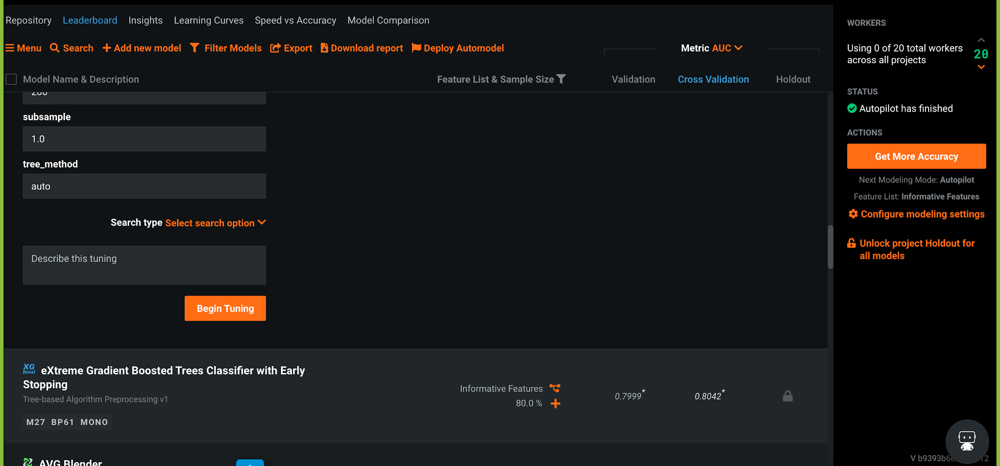 Repository Leaderboard Insights Learning Curves Speed vs Accuracy Model Comparison
Menu Search Add new model Filter Models Export Download report Deploy Automodel Metric AUC
Model Name & Description Feature List & Sample Size Validation Cross Validation Holdout
200
subsample
1.0
tree_method
auto
Search type Select search option
Describe this tuning
Begin Tuning
XG Boost eXtreme Gradient Boosted Trees Classifier with Early
Stopping
Tree-based Algorithm Preprocessing v1
M27 BP61 MONO
Informative Features
80.0 %
0.7999*
0.8042*
AVG Blender
WORKERS
Using 0 of 20 total workers
across all projects
20
STATUS
Autopilot has finished
ACTIONS
Get More Accuracy
Next Modeling Mode: Autopilot
Feature List: Informative Features
Configure modeling settings
Unlock project Holdout for
all models
V b9393b6
12